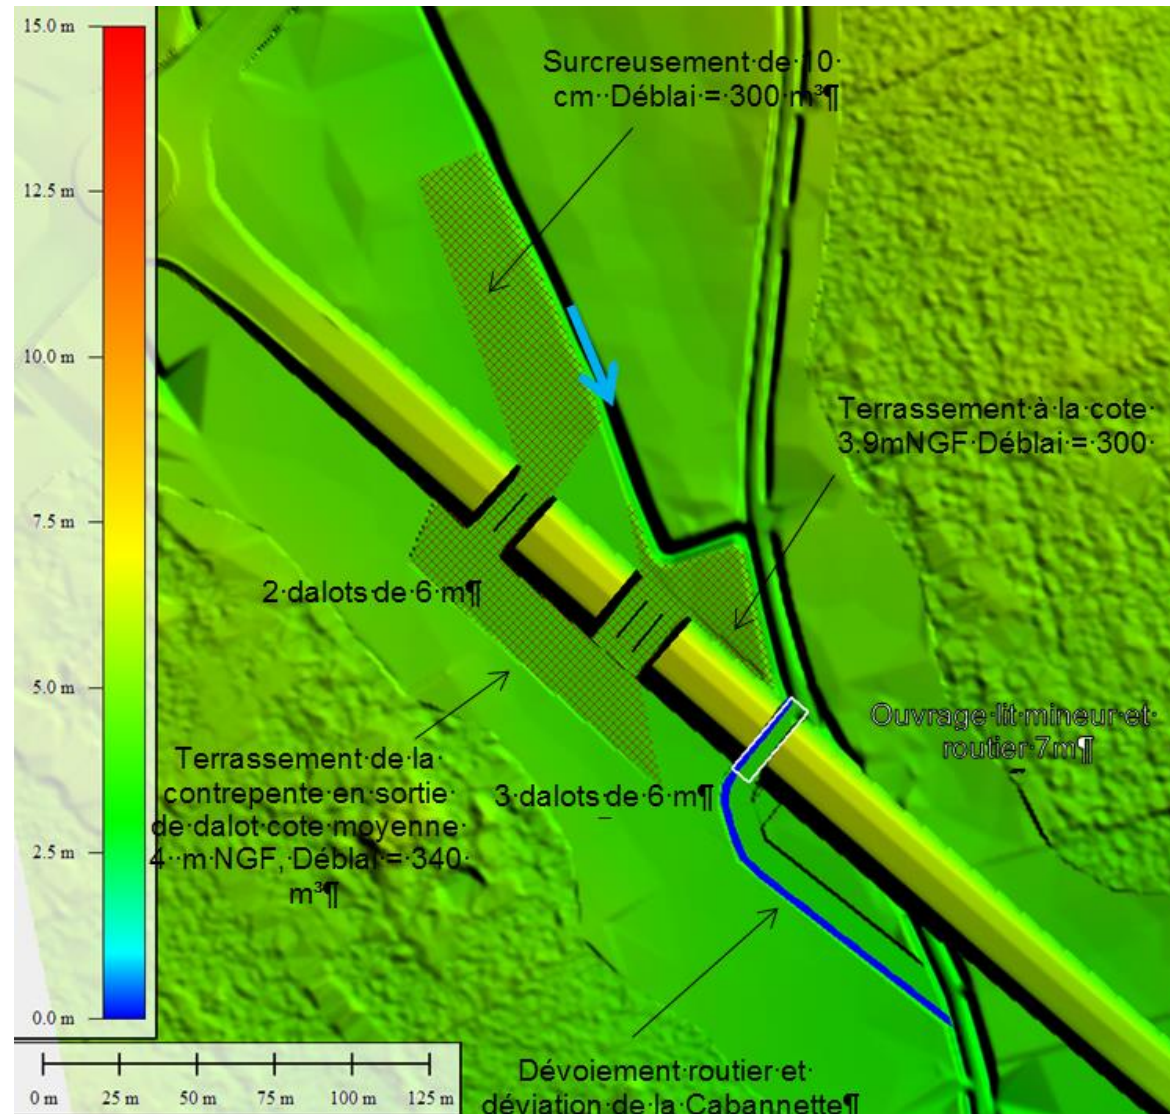 15.0 m
12.5 m
10.0 m
7.5 m
5.0 m
2.5 m
0.0 m
Surcreusement·de·10·
cm··Déblai·=·300·m³¶
Terrassement·à·la·cote·
3.9mNGF·Déblai·=·300·
2·dalots·de·6·m¶
Ouvrage·lit·mineur·et·
routier·7m¶
Terrassement·de·la·
contrepente·en·sortie·
de·dalot·cote·moyenne·
4··m·NGF,·Déblai·=·340·
m³¶
3·dalots·de·6·m¶
Dévoiement·routier·et·
déviation·de·la·Cabannette¶
0 m 25 m 50 m 75 m 100 m 125 m